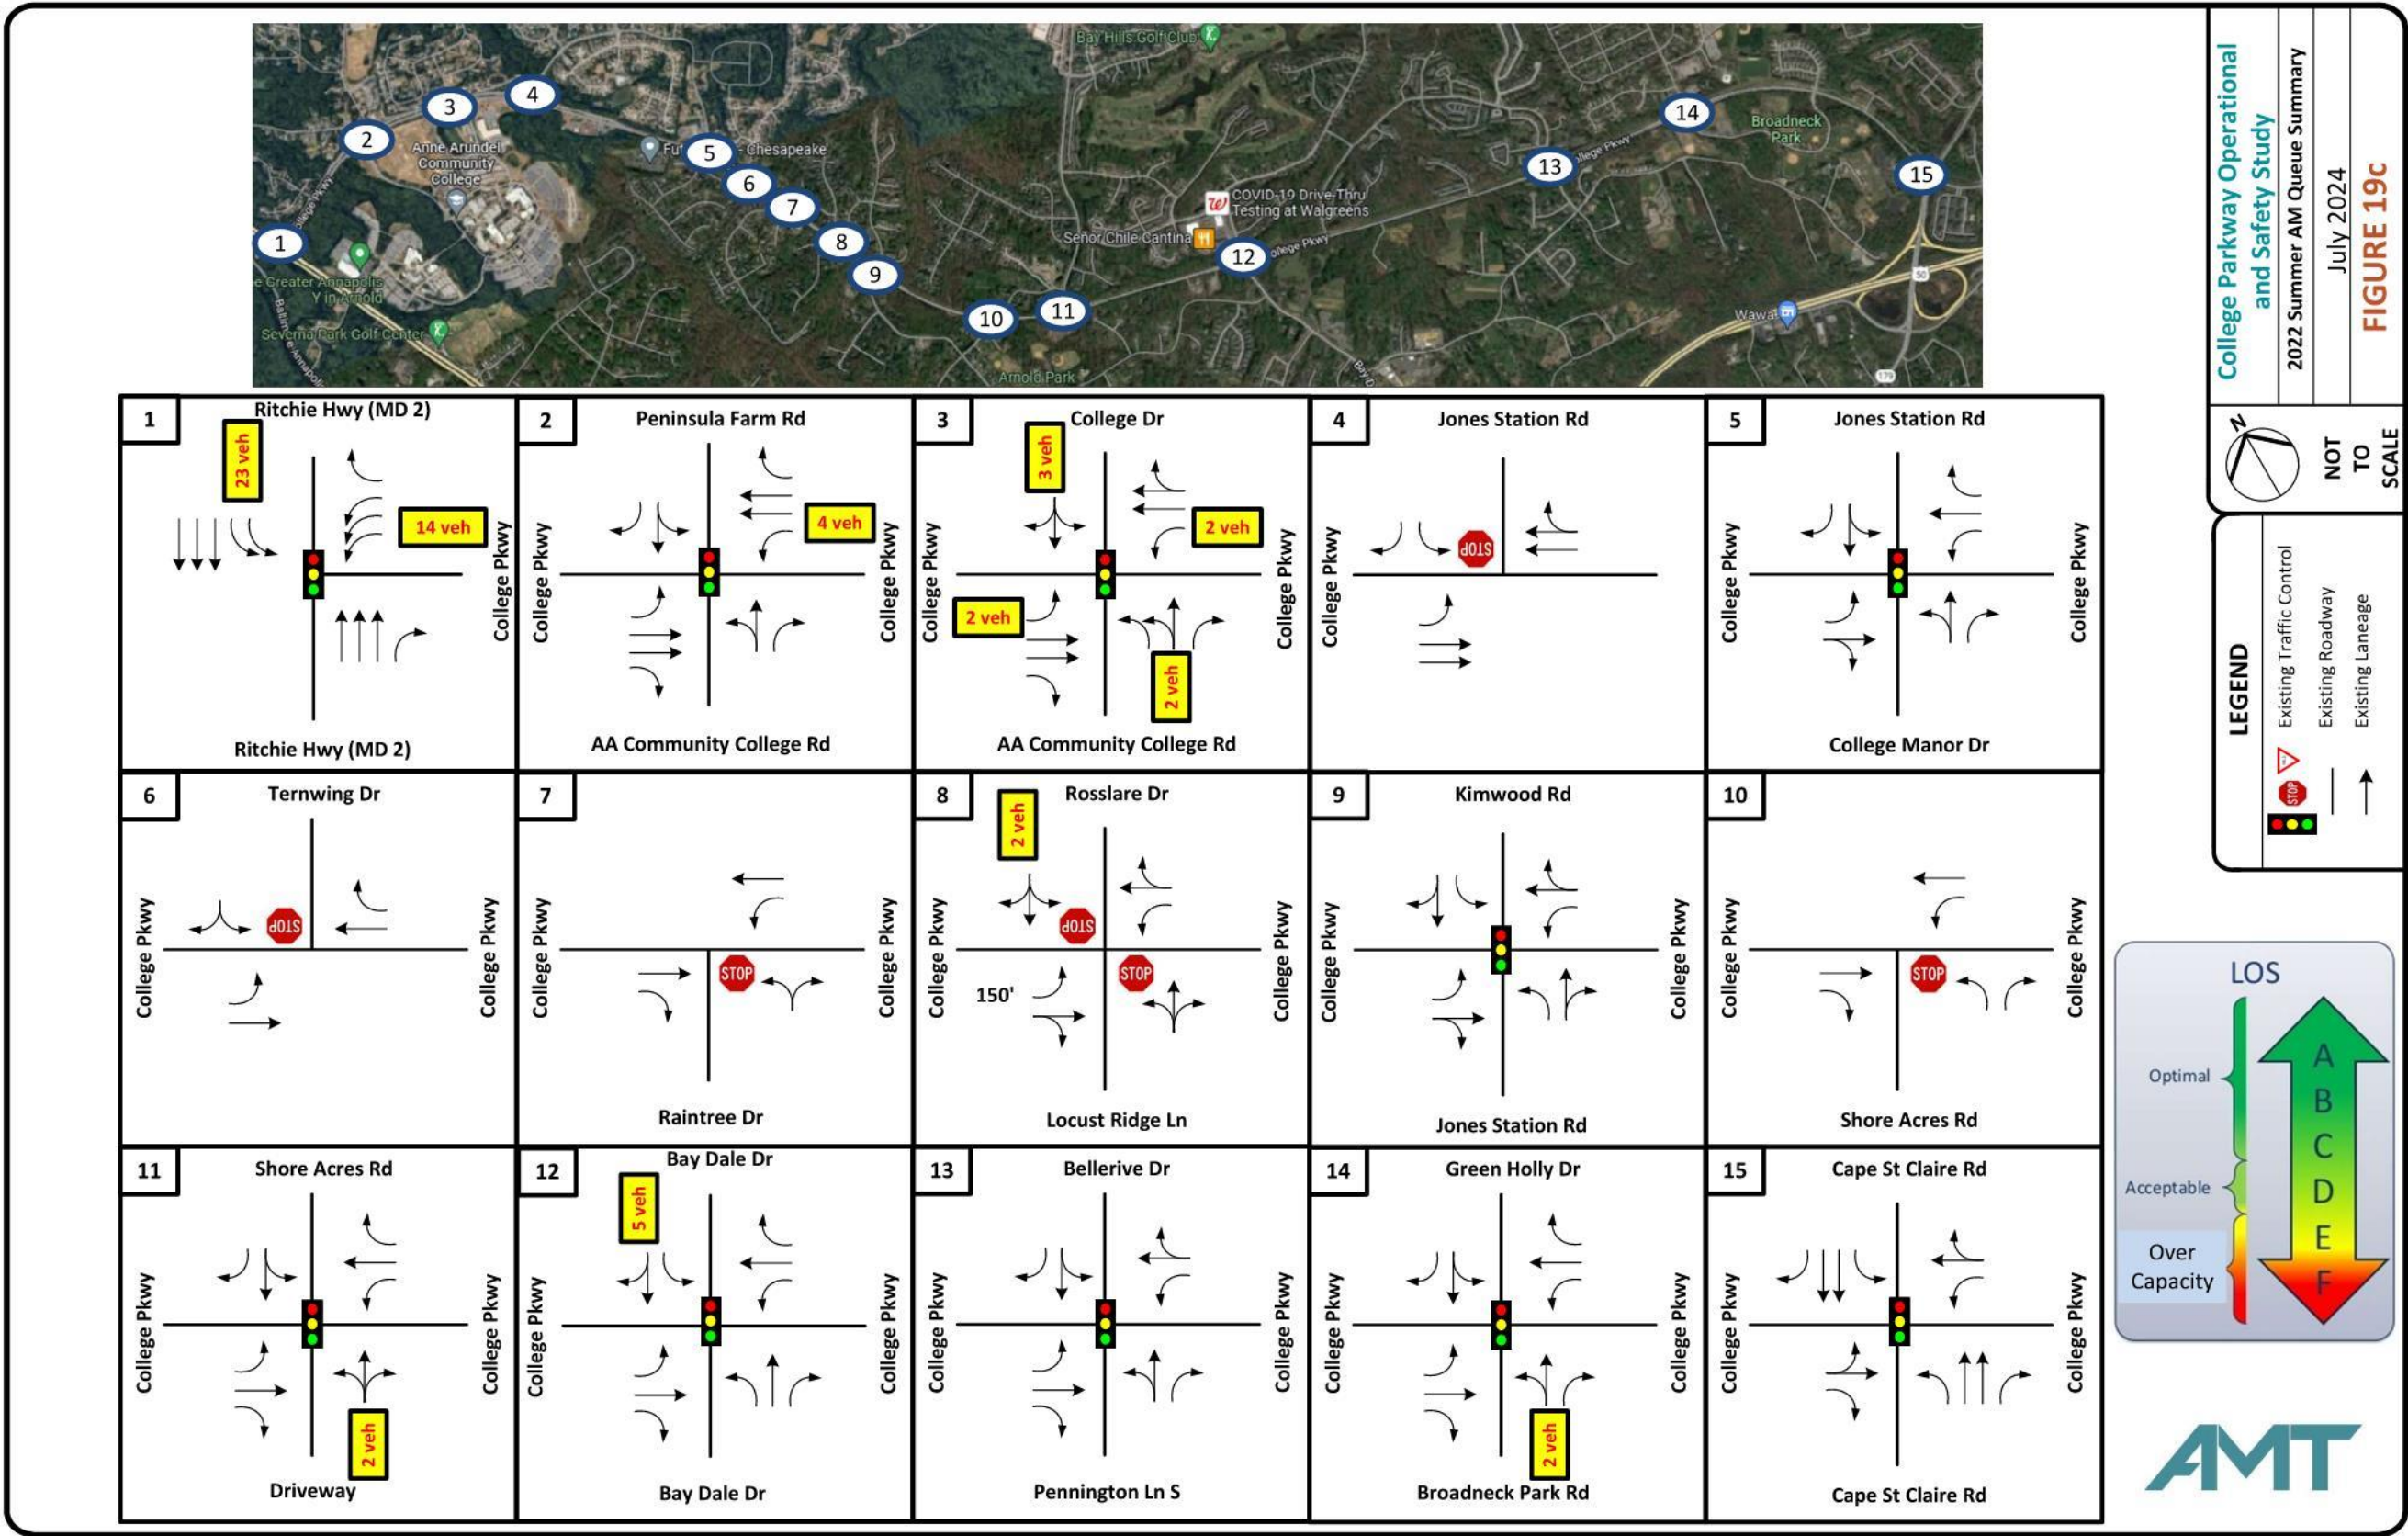 Bay Hills Golf Club
Anne Arundel
Community
College
Chesapeake
College Pkwy
Greater Annapolis
Y in Arnold
Severna Park Golf Center
COVID-19 Drive-Thru
Testing at Walgreens
Señor Chile Cantina
College Pkwy
Arnold Park
College Pkwy
Broadneck
Park
Wawa
50
179
1
2
3
4
5
6
7
8
9
10
11
12
13
14
15
College Parkway Operational
and Safety Study
2022 Summer AM Queue Summary
July 2024
FIGURE 19c
N
NOT
TO
SCALE
LEGEND
Existing Traffic Control
STOP
Existing Roadway
Existing Laneage
1
Ritchie Hwy (MD 2)
23 veh
14 veh
College Pkwy
Ritchie Hwy (MD 2)
2
Peninsula Farm Rd
4 veh
College Pkwy
College Pkwy
AA Community College Rd
3
College Dr
3 veh
2 veh
2 veh
2 veh
College Pkwy
College Pkwy
AA Community College Rd
4
Jones Station Rd
STOP
College Pkwy
5
Jones Station Rd
College Pkwy
College Pkwy
College Manor Dr
6
Ternwing Dr
STOP
College Pkwy
College Pkwy
7
STOP
College Pkwy
College Pkwy
Raintree Dr
8
Rosslare Dr
2 veh
STOP
STOP
150'
College Pkwy
College Pkwy
Locust Ridge Ln
9
Kimwood Rd
College Pkwy
College Pkwy
Jones Station Rd
10
STOP
College Pkwy
College Pkwy
Shore Acres Rd
11
Shore Acres Rd
2 veh
College Pkwy
College Pkwy
Driveway
12
Bay Dale Dr
5 veh
College Pkwy
College Pkwy
Bay Dale Dr
13
Bellerive Dr
College Pkwy
College Pkwy
Pennington Ln S
14
Green Holly Dr
2 veh
College Pkwy
College Pkwy
Broadneck Park Rd
15
Cape St Claire Rd
College Pkwy
College Pkwy
Cape St Claire Rd
LOS
Optimal
Acceptable
Over
Capacity
A
B
C
D
E
F
AMT